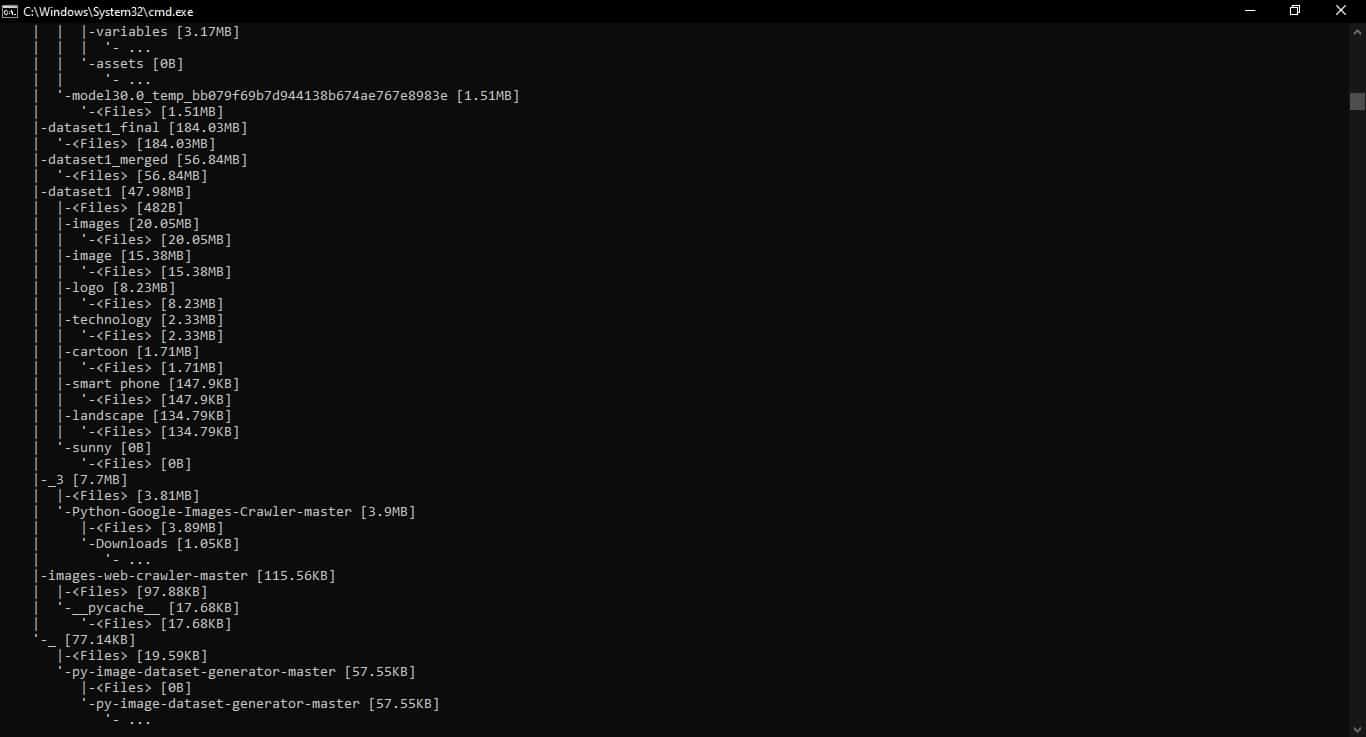 C:\Windows\System32\cmd.exe
|  |  |-variables [3.17MB]
|  |  |  '- ...
|  |  '-assets [0B]
|  |     '- ...
|  '-model30.0_temp_bb079f69b7d944138b674ae767e8983e [1.51MB]
|     '-<Files> [1.51MB]
|-dataset1_final [184.03MB]
|  '-<Files> [184.03MB]
|-dataset1_merged [56.84MB]
|  '-<Files> [56.84MB]
|-dataset1 [47.98MB]
|  |-<Files> [482B]
|  |-images [20.05MB]
|  |  '-<Files> [20.05MB]
|  |-image [15.38MB]
|  |  '-<Files> [15.38MB]
|  |-logo [8.23MB]
|  |  '-<Files> [8.23MB]
|  |-technology [2.33MB]
|  |  '-<Files> [2.33MB]
|  |-cartoon [1.71MB]
|  |  '-<Files> [1.71MB]
|  |-smart phone [147.9KB]
|  |  '-<Files> [147.9KB]
|  |-landscape [134.79KB]
|  |  '-<Files> [134.79KB]
|  '-sunny [0B]
|     '-<Files> [0B]
|-_3 [7.7MB]
|  |-<Files> [3.81MB]
|  '-Python-Google-Images-Crawler-master [3.9MB]
|     |-<Files> [3.89MB]
|     '-Downloads [1.05KB]
|        '- ...
|-images-web-crawler-master [115.56KB]
|  |-<Files> [97.88KB]
|  '-__pycache__ [17.68KB]
|     '-<Files> [17.68KB]
'-_ [77.14KB]
   |-<Files> [19.59KB]
   '-py-image-dataset-generator-master [57.55KB]
      |-<Files> [0B]
      '-py-image-dataset-generator-master [57.55KB]
         '- ...